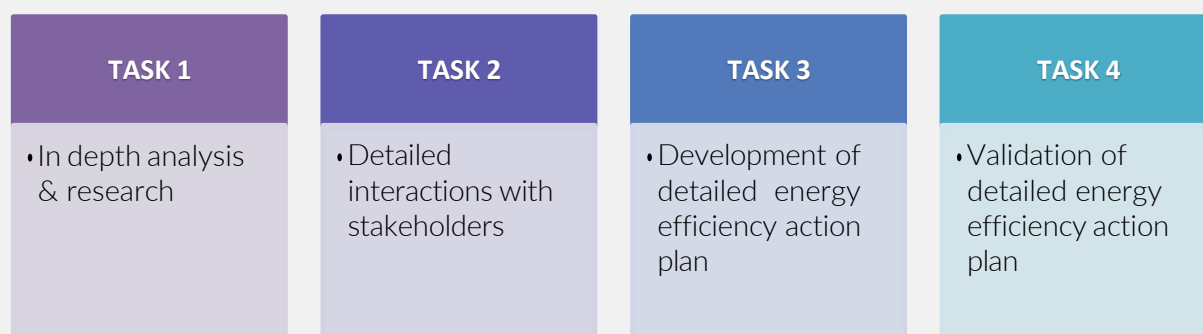 TASK 1
• In depth analysis
& research
TASK 2
• Detailed
interactions with
stakeholders
TASK 3
• Development of
detailed energy
efficiency action
plan
TASK 4
• Validation of
detailed energy
efficiency action
plan